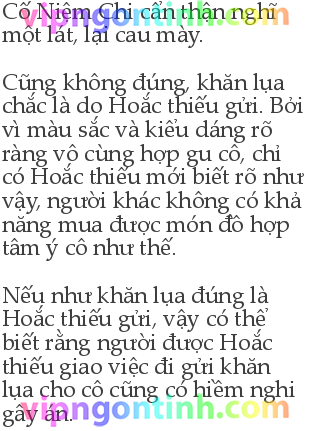 Cố Niệm Chi cẩn thận nghĩ
một lát, lại cau mày.
Cũng không đúng, khăn lụa
chắc là do Hoắc thiếu gửi. Bởi
vì màu sắc và kiểu dáng rõ
ràng vô cùng hợp gu cô, chỉ
có Hoắc thiếu mới biết rõ như
vậy, người khác không có khả
năng mua được món đồ hợp
tâm ý cô như thế.
Nếu như khăn lụa đúng là
Hoắc thiếu gửi, vậy có thể
biết rằng người được Hoắc
thiếu giao việc đi gửi khăn
lụa cho cô cũng có hiềm nghi
gây án.
vipngontinh.com
vipngontinh.com